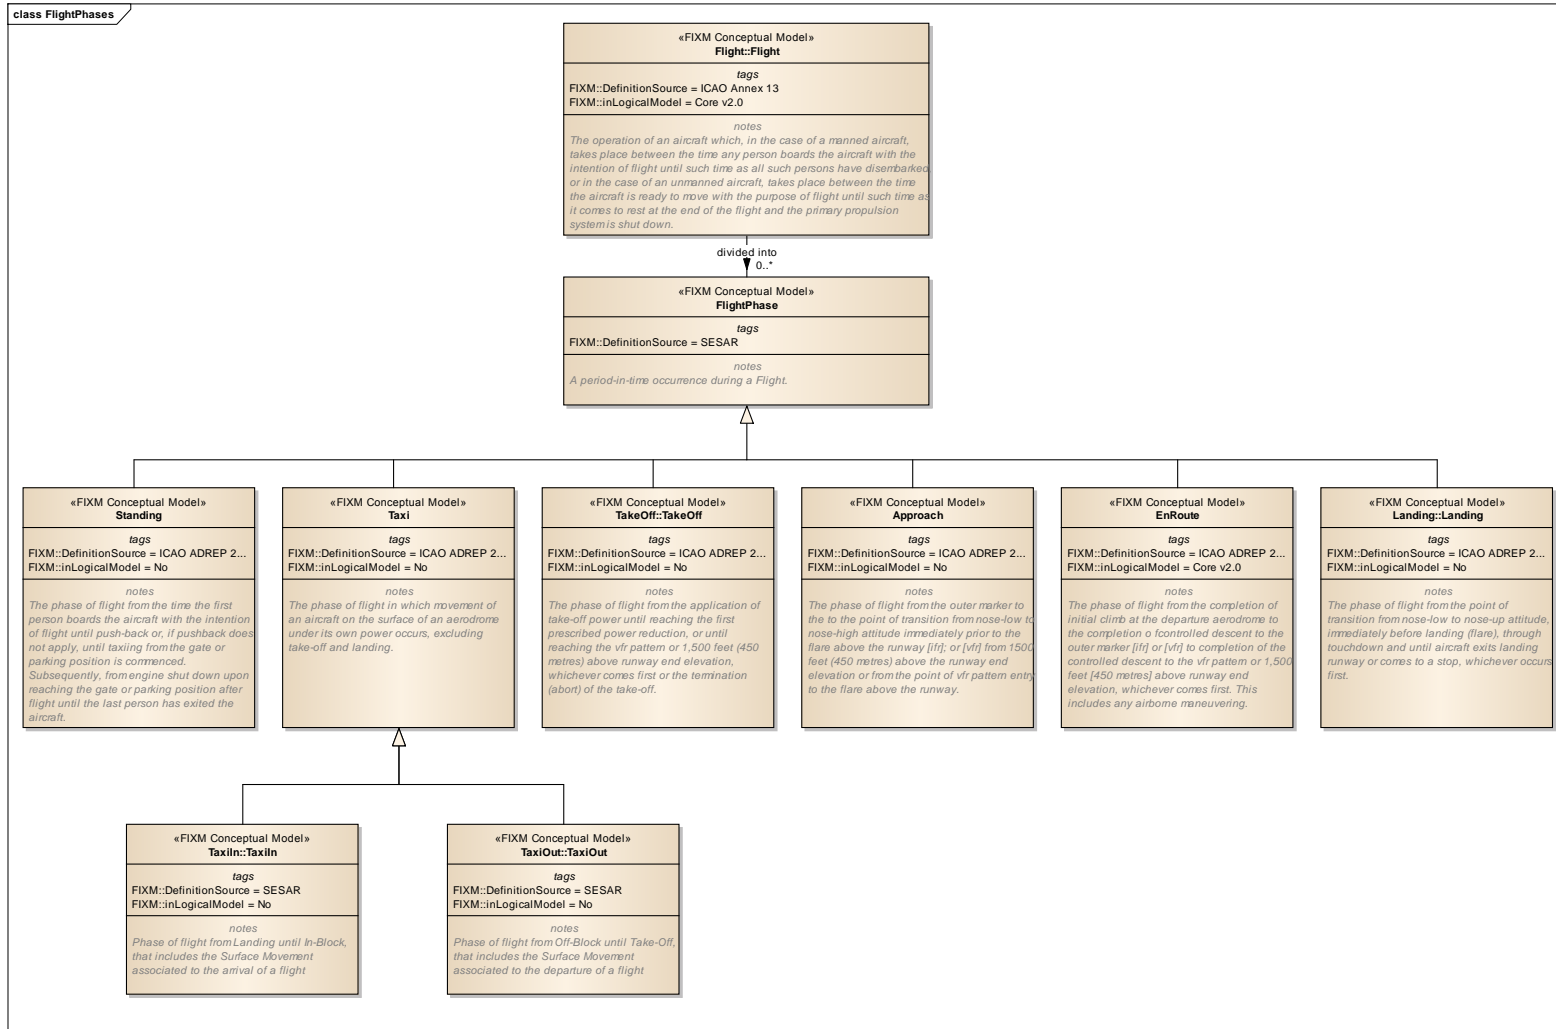 class FlightPhases
«FIXM Conceptual Model»
Flight::Flight
tags
FIXM::DefinitionSource = ICAO Annex 13
FIXM::inLogicalModel = Core v2.0
notes
The operation of an aircraft which, in the case of a manned aircraft,
takes place between the time any person boards the aircraft with the
intention of flight until such time as all such persons have disembarked
or in the case of an unmanned aircraft, takes place between the time
the aircraft is ready to move with the purpose of flight until such time as
it comes to rest at the end of the flight and the primary propulsion
system is shut down.
divided into
0..*
«FIXM Conceptual Model»
FlightPhase
tags
FIXM::DefinitionSource = SESAR
notes
A period-in-time occurrence during a Flight.
«FIXM Conceptual Model»
Standing
tags
FIXM::DefinitionSource = ICAO ADREP 2...
FIXM::inLogicalModel = No
notes
The phase of flight from the time the first
person boards the aircraft with the intention
of flight until push-back or, if pushback does
not apply, until taxiing from the gate or
parking position is commenced.
Subsequently, from engine shut down upon
reaching the gate or parking position after
flight until the last person has exited the
aircraft.
«FIXM Conceptual Model»
Taxi
tags
FIXM::DefinitionSource = ICAO ADREP 2...
FIXM::inLogicalModel = No
notes
The phase of flight in which movement of
an aircraft on the surface of an aerodrome
under its own power occurs, excluding
take-off and landing.
«FIXM Conceptual Model»
TakeOff::TakeOff
tags
FIXM::DefinitionSource = ICAO ADREP 2...
FIXM::inLogicalModel = No
notes
The phase of flight from the application of
take-off power until reaching the first
prescribed power reduction, or until
reaching the vfr pattern or 1,500 feet (450
metres) above runway end elevation,
whichever comes first or the termination
(abort) of the take-off.
«FIXM Conceptual Model»
Approach
tags
FIXM::DefinitionSource = ICAO ADREP 2...
FIXM::inLogicalModel = No
notes
The phase of flight from the outer marker to
the to the point of transition from nose-low to
nose-high attitude immediately prior to the
flare above the runway [ifr]; or [vfr] from 1500
feet (450 metres) above the runway end
elevation or from the point of vfr pattern entry
to the flare above the runway.
«FIXM Conceptual Model»
EnRoute
tags
FIXM::DefinitionSource = ICAO ADREP 2...
FIXM::inLogicalModel = Core v2.0
notes
The phase of flight from the completion of
initial climb at the departure aerodrome to
the completion o fcontrolled descent to the
outer marker [ifr] or [vfr] to completion of the
controlled descent to the vfr pattern or 1,500
feet [450 metres] above runway end
elevation, whichever comes first. This
includes any airborne maneuvering.
«FIXM Conceptual Model»
Landing::Landing
tags
FIXM::DefinitionSource = ICAO ADREP 2...
FIXM::inLogicalModel = No
notes
The phase of flight from the point of
transition from nose-low to nose-up attitude,
immediately before landing (flare), through
touchdown and until aircraft exits landing
runway or comes to a stop, whichever occurs
first.
«FIXM Conceptual Model»
TaxiIn::TaxiIn
tags
FIXM::DefinitionSource = SESAR
FIXM::inLogicalModel = No
notes
Phase of flight from Landing until In-Block,
that includes the Surface Movement
associated to the arrival of a flight
«FIXM Conceptual Model»
TaxiOut::TaxiOut
tags
FIXM::DefinitionSource = SESAR
FIXM::inLogicalModel = No
notes
Phase of flight from Off-Block until Take-Off,
that includes the Surface Movement
associated to the departure of a flight